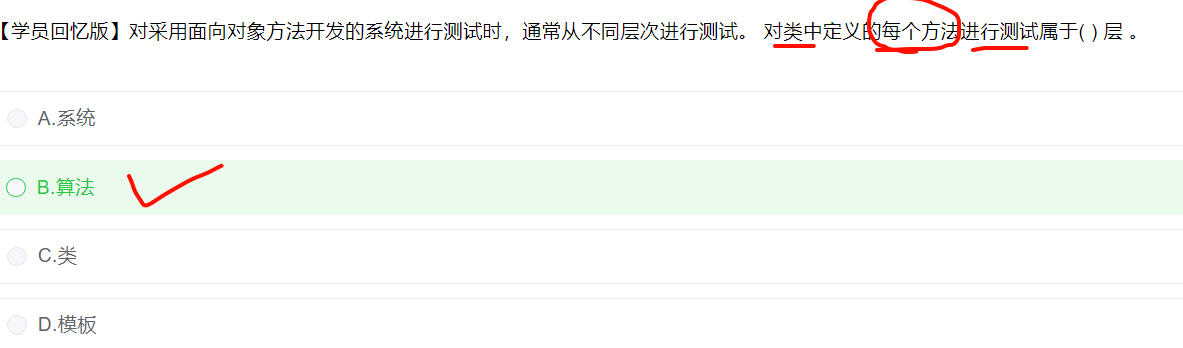 【学员回忆版】对采用面向对象方法开发的系统进行测试时，通常从不同层次进行测试。 对类中定义的每个方法进行测试属于( ) 层 。
A.系统
B.算法
C.类
D.模板